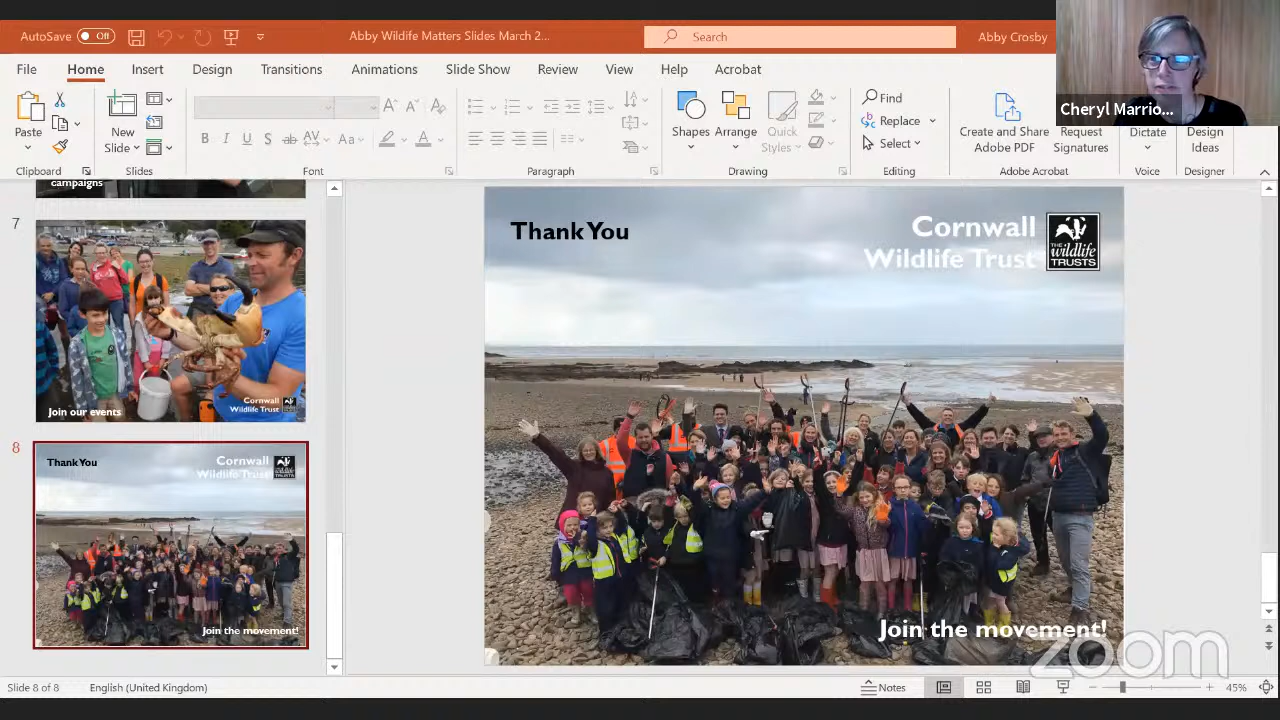 AutoSave
Off
Abby Wildlife Matters Slides March 2...
Search
Abby Crosby
File
Home
Insert
Design
Transitions
Animations
Slide Show
Review
View
Help
Acrobat
Cheryl Marrio...
Paste
New
Slide
B I U S ab AV Aa A
Shapes
Arrange
Quick
Styles
Find
Replace
Select
Create and Share
Adobe PDF
Request
Signatures
Dictate
Design
Ideas
Clipboard
Slides
Font
Paragraph
Drawing
Editing
Adobe Acrobat
Voice
Designer
campaigns
7
Join our events
Cornwall
Wildlife Trust
8
Thank You
Cornwall
Wildlife Trust
Join the movement!
Thank You
Cornwall
Wildlife Trust
THE
wildlife
TRUSTS
Join the movement!
zoom
Slide 8 of 8
English (United Kingdom)
Notes
45%